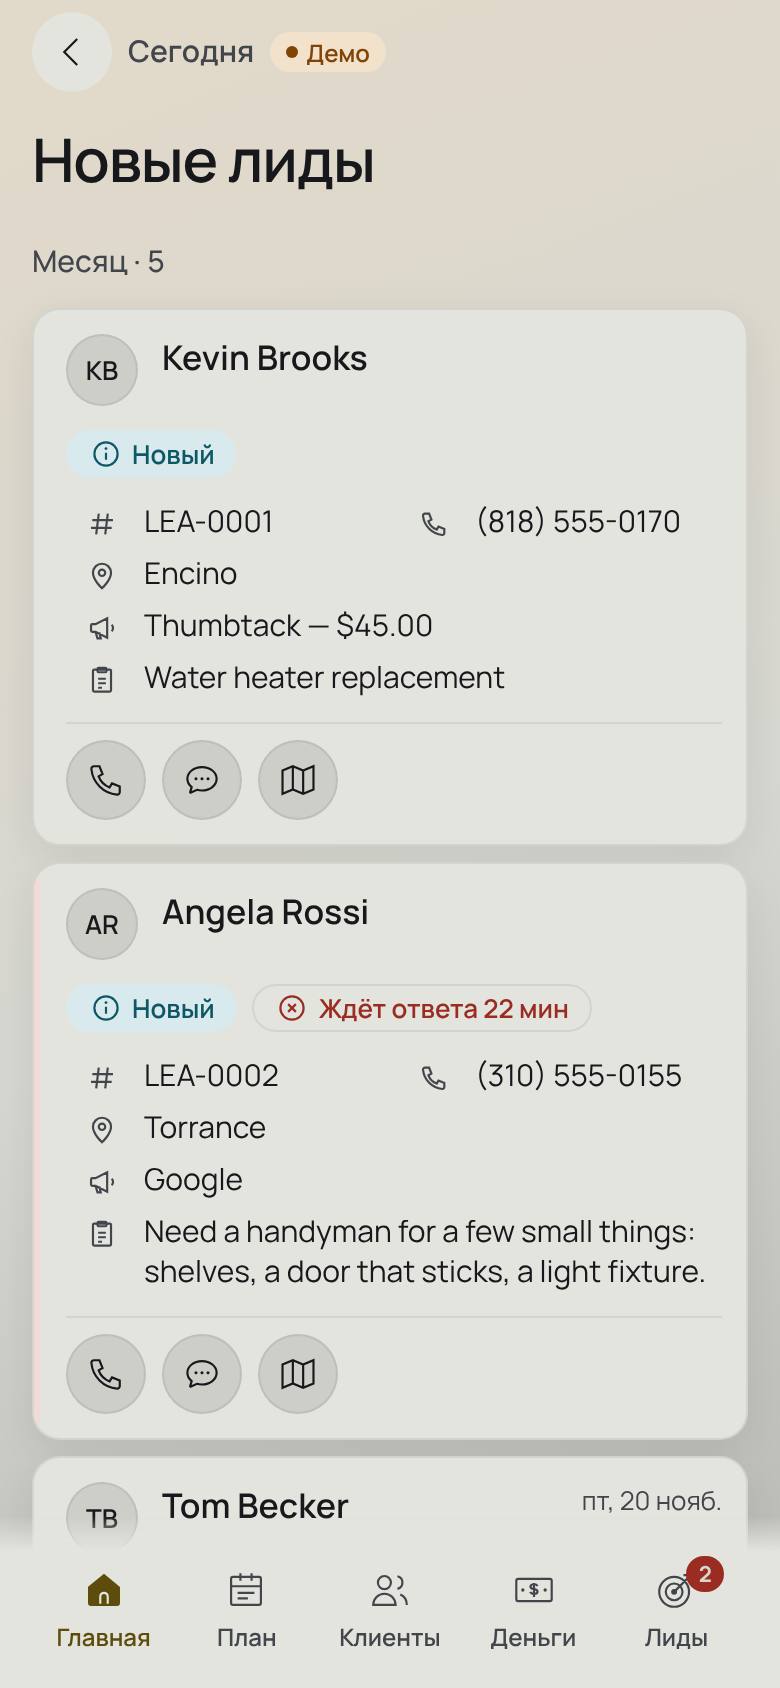 Сегодня
Демо
Новые лиды
Месяц · 5
KB
Kevin Brooks
Новый
LEA-0001
(818) 555-0170
Encino
Thumbtack — $45.00
Water heater replacement
AR
Angela Rossi
Новый
Ждёт ответа 22 мин
LEA-0002
(310) 555-0155
Torrance
Google
Need a handyman for a few small things:
shelves, a door that sticks, a light fixture.
TB
Tom Becker
пт, 20 нояб.
2
Главная
План
Клиенты
Деньги
Лиды